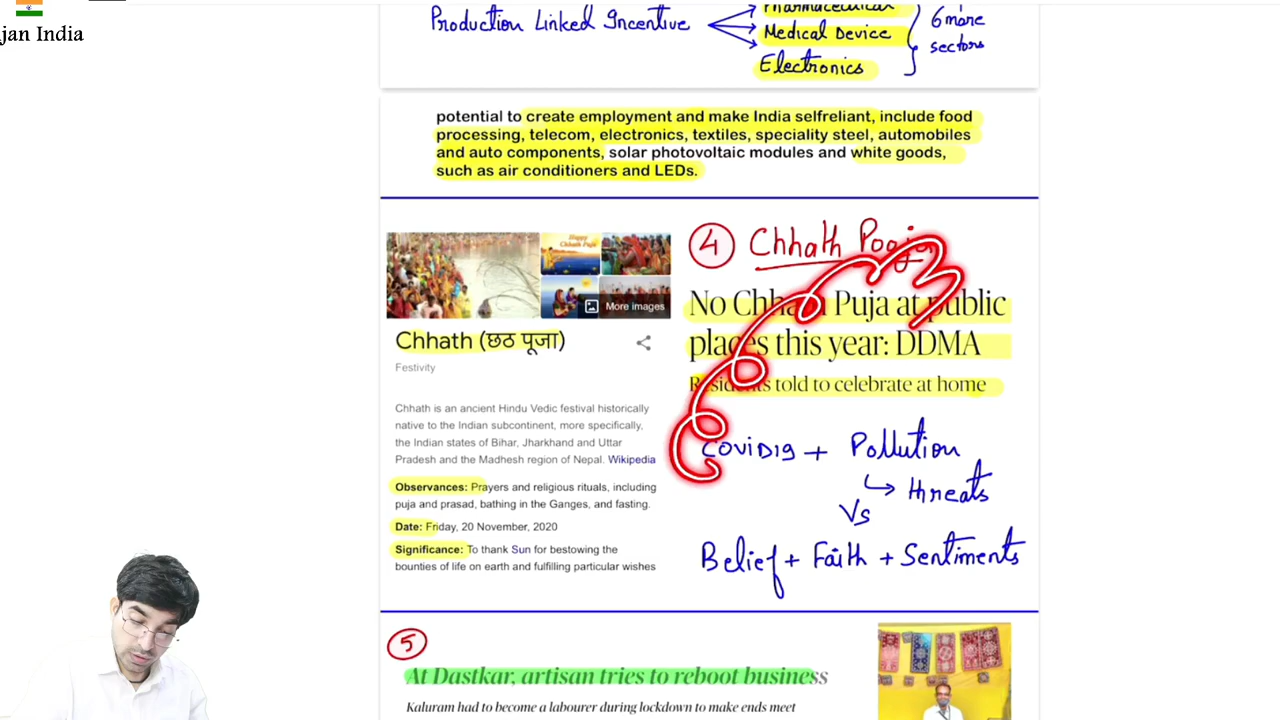 jan India
Production Linked Incentive
Pharmaceutical
Medical Device
Electronics
6 more
sectors
potential to create employment and make India selfreliant, include food
processing, telecom, electronics, textiles, speciality steel, automobiles
and auto components, solar photovoltaic modules and white goods,
such as air conditioners and LEDs.
Happy
Chhath Puja
More images
Chhath (छठ पूजा)
Festivity
Chhath is an ancient Hindu Vedic festival historically
native to the Indian subcontinent, more specifically,
the Indian states of Bihar, Jharkhand and Uttar
Pradesh and the Madhesh region of Nepal. Wikipedia
Observances: Prayers and religious rituals, including
puja and prasad, bathing in the Ganges, and fasting.
Date: Friday, 20 November, 2020
Significance: To thank Sun for bestowing the
bounties of life on earth and fulfilling particular wishes
4 Chhath Pooja
No Chhath Puja at public
places this year: DDMA
Residents told to celebrate at home
Covid19 + Pollution
↳ threats
Vs
Belief + Faith + Sentiments
5
At Dastkar, artisan tries to reboot business
Kaluram had to become a labourer during lockdown to make ends meet